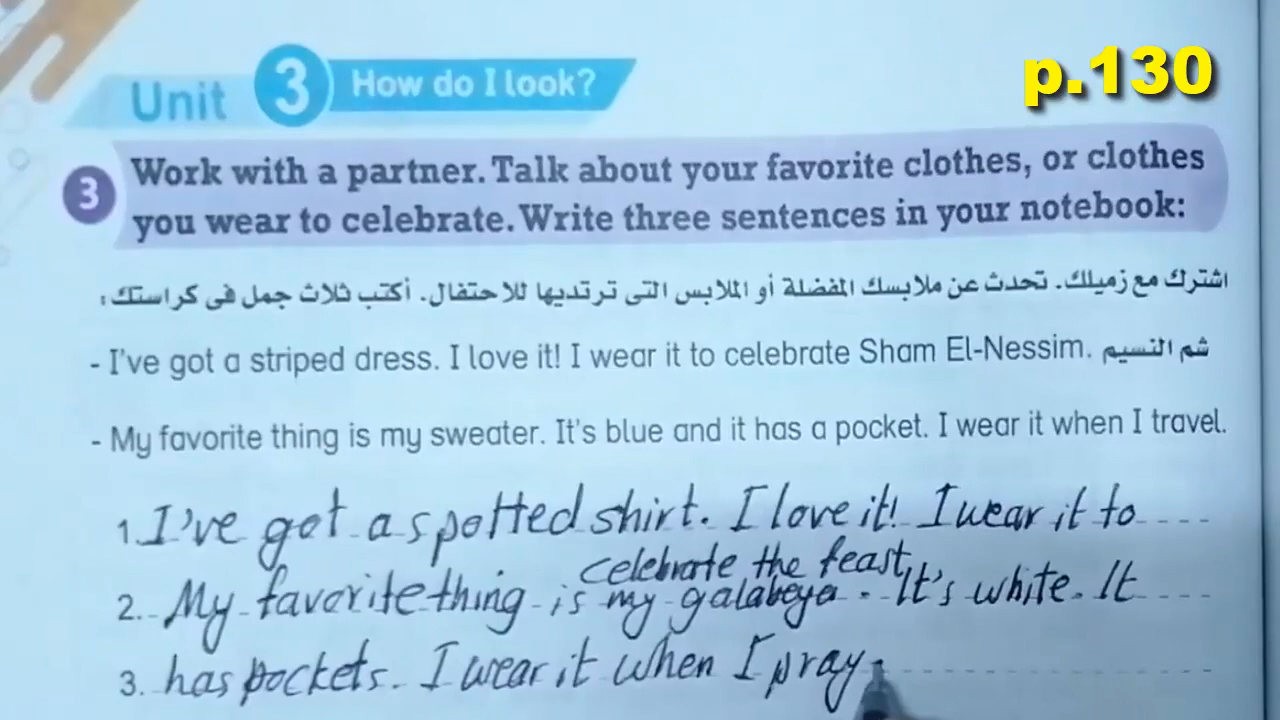 p.130
Unit 3 How do I look?
3 Work with a partner. Talk about your favorite clothes, or clothes
you wear to celebrate. Write three sentences in your notebook:
اشترك مع زميلك. تحدث عن ملابسك المفضلة أو الملابس التى ترتديها للاحتفال. أكتب ثلاث جمل فى كراستك:
- I've got a striped dress. I love it! I wear it to celebrate Sham El-Nessim. شم النسيم
- My favorite thing is my sweater. It's blue and it has a pocket. I wear it when I travel.
1. I've got a spotted shirt. I love it! I wear it to
celebrate the feast.
2. My favorite thing is my galabeya. It's white. It
3. has pockets. I wear it when I pray.